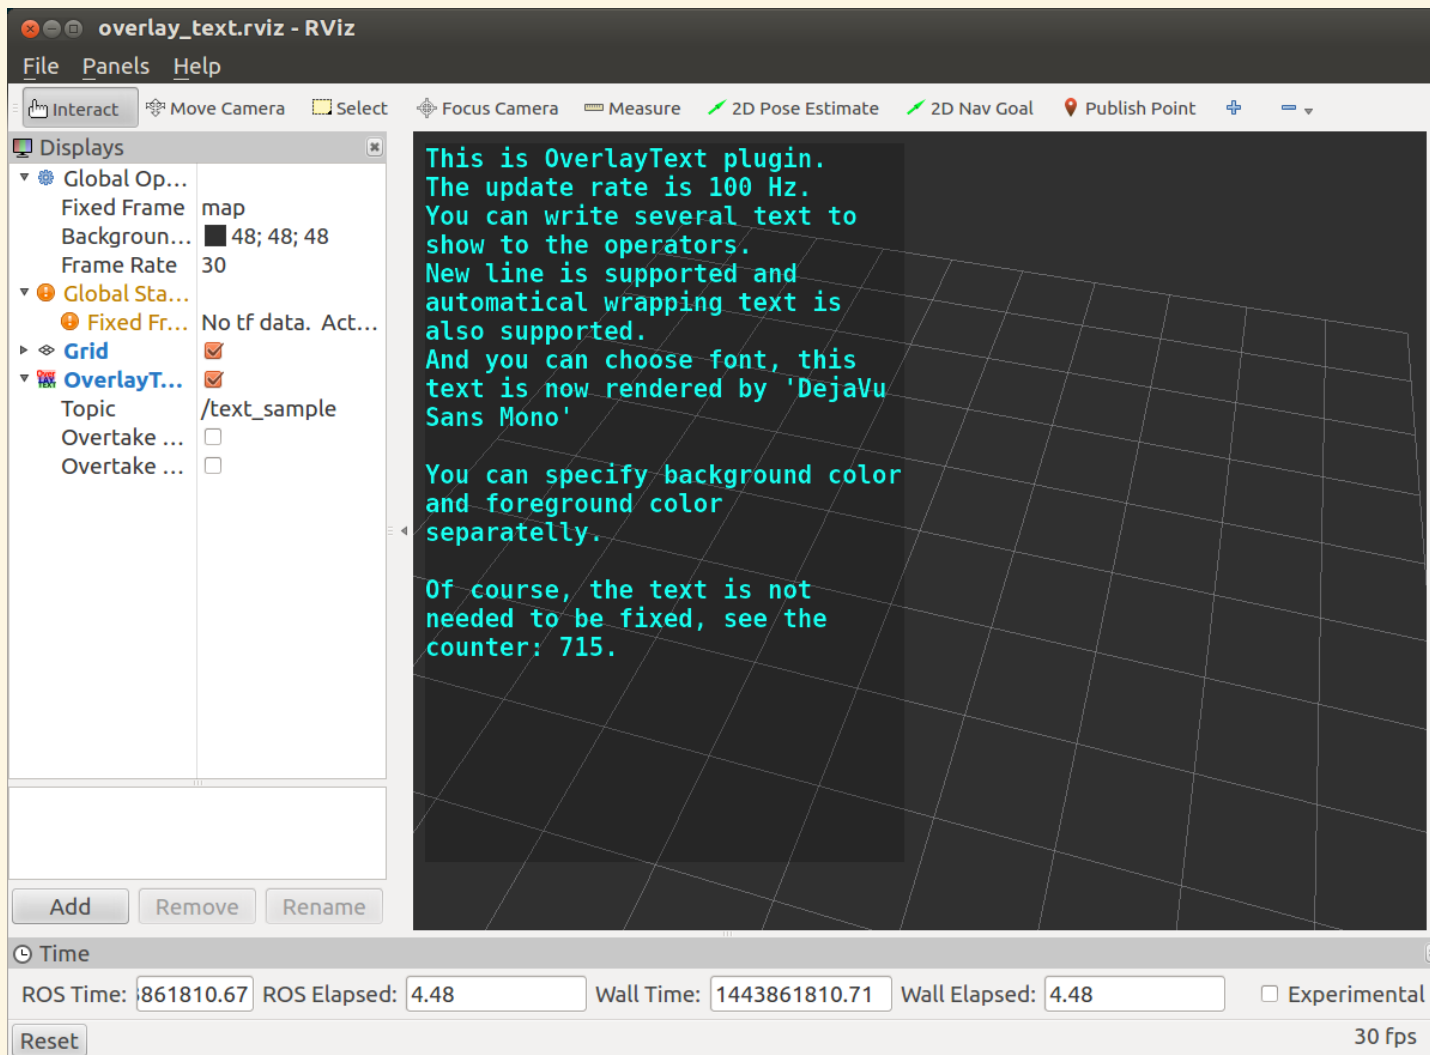 overlay_text.rviz - RViz
File Panels Help
Interact Move Camera Select Focus Camera Measure 2D Pose Estimate 2D Nav Goal Publish Point
Displays
Global Op...
Fixed Frame map
Backgroun... 48; 48; 48
Frame Rate 30
Global Sta...
Fixed Fr... No tf data. Act...
Grid
OverlayT...
Topic /text_sample
Overtake ...
Overtake ...
Add Remove Rename
This is OverlayText plugin.
The update rate is 100 Hz.
You can write several text to
show to the operators.
New line is supported and
automatical wrapping text is
also supported.
And you can choose font, this
text is now rendered by 'DejaVu
Sans Mono'
You can specify background color
and foreground color
separatelly.
Of course, the text is not
needed to be fixed, see the
counter: 715.
Time
ROS Time: 861810.67 ROS Elapsed: 4.48 Wall Time: 1443861810.71 Wall Elapsed: 4.48 Experimental
Reset 30 fps